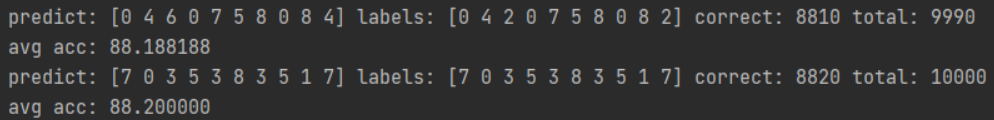 predict: [0 4 6 0 7 5 8 0 8 4] labels: [0 4 2 0 7 5 8 0 8 2] correct: 8810 total: 9990
avg acc: 88.188188
predict: [7 0 3 5 3 8 3 5 1 7] labels: [7 0 3 5 3 8 3 5 1 7] correct: 8820 total: 10000
avg acc: 88.200000